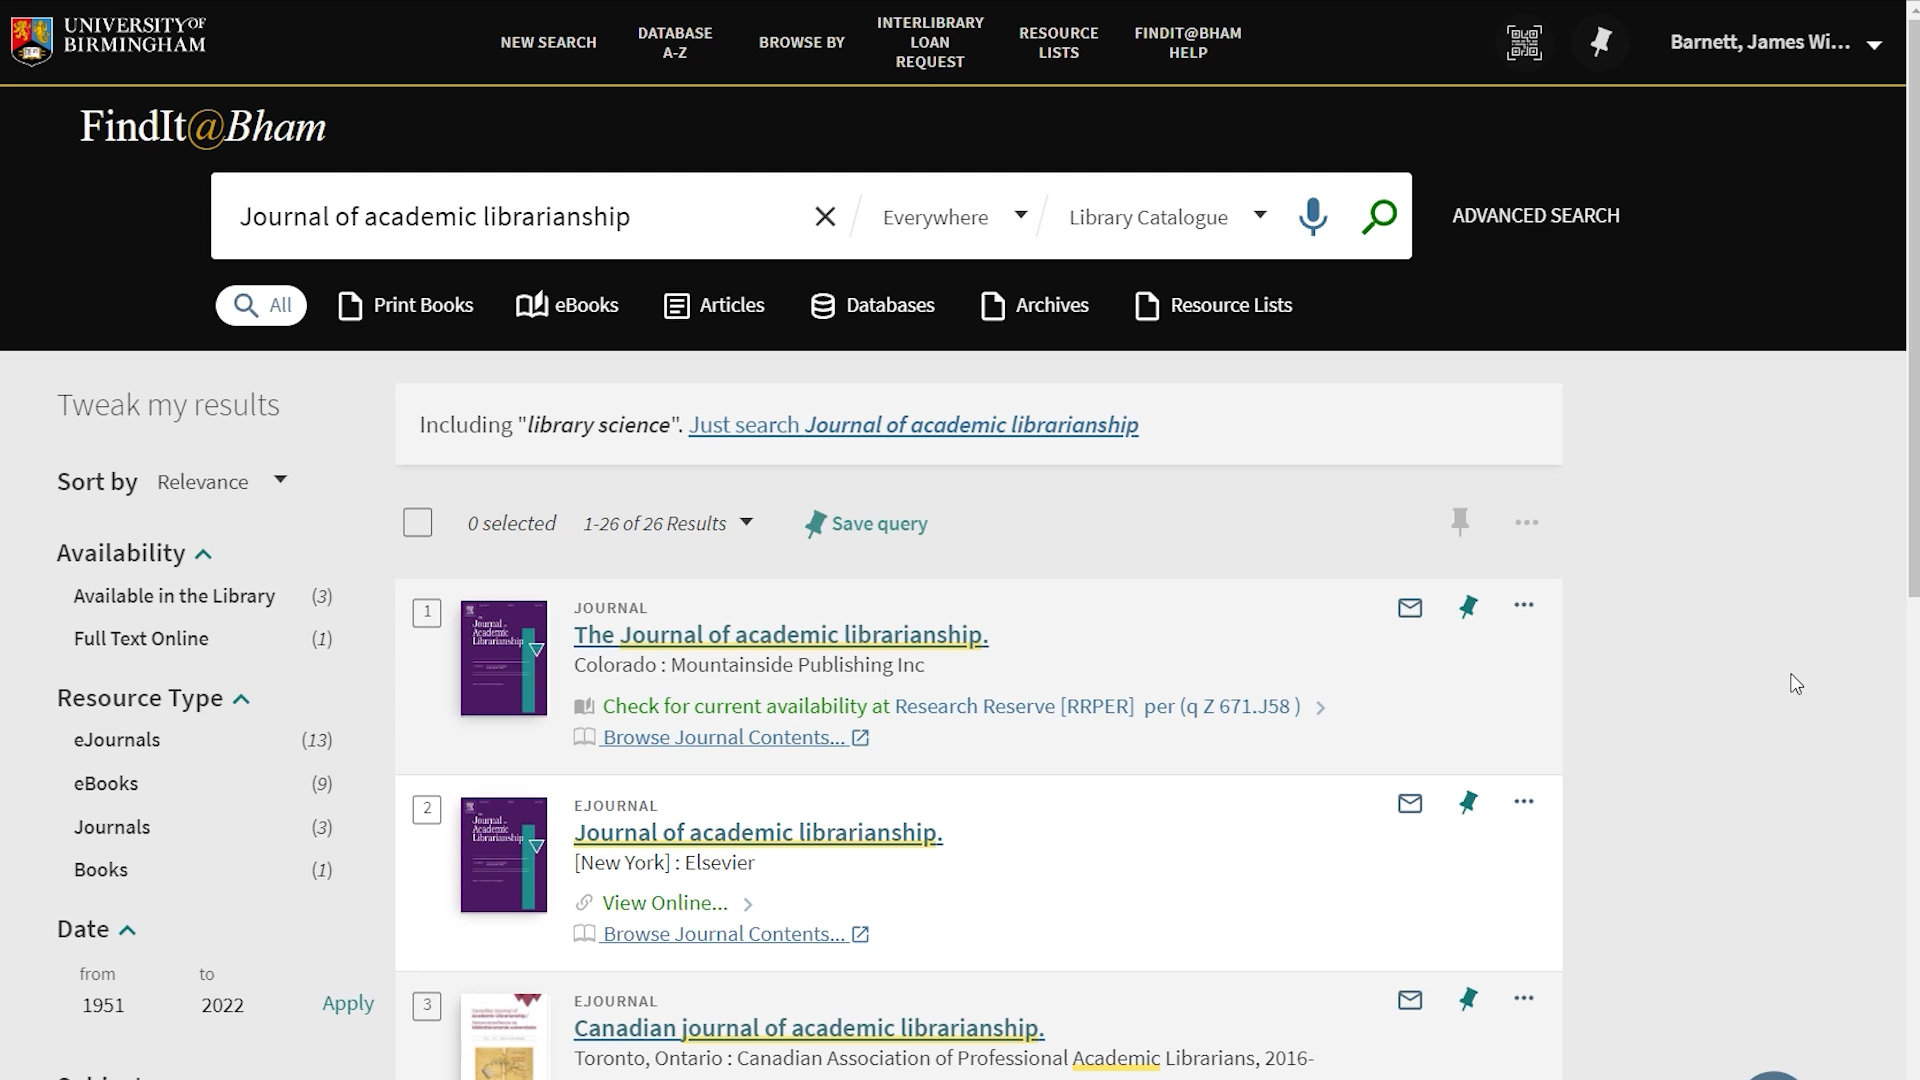 UNIVERSITY OF
BIRMINGHAM
NEW SEARCH
DATABASE
A-Z
BROWSE BY
INTERLIBRARY
LOAN
REQUEST
RESOURCE
LISTS
FINDIT@BHAM
HELP
Barnett, James Wi...
FindIt@Bham
Journal of academic librarianship
Everywhere
Library Catalogue
ADVANCED SEARCH
All
Print Books
eBooks
Articles
Databases
Archives
Resource Lists
Tweak my results
Including "library science". Just search Journal of academic librarianship
Sort by Relevance
0 selected 1-26 of 26 Results
Save query
Availability
Available in the Library (3)
Full Text Online (1)
Resource Type
eJournals (13)
eBooks (9)
Journals (3)
Books (1)
Date
from to
1951 2022 Apply
1
Journal
Academic
Librarianship
JOURNAL
The Journal of academic librarianship.
Colorado : Mountainside Publishing Inc
Check for current availability at Research Reserve [RRPER] per (q Z 671.J58 )
Browse Journal Contents...
2
Journal
Academic
Librarianship
EJOURNAL
Journal of academic librarianship.
[New York] : Elsevier
View Online...
Browse Journal Contents...
3
EJOURNAL
Canadian journal of academic librarianship.
Toronto, Ontario : Canadian Association of Professional Academic Librarians, 2016-